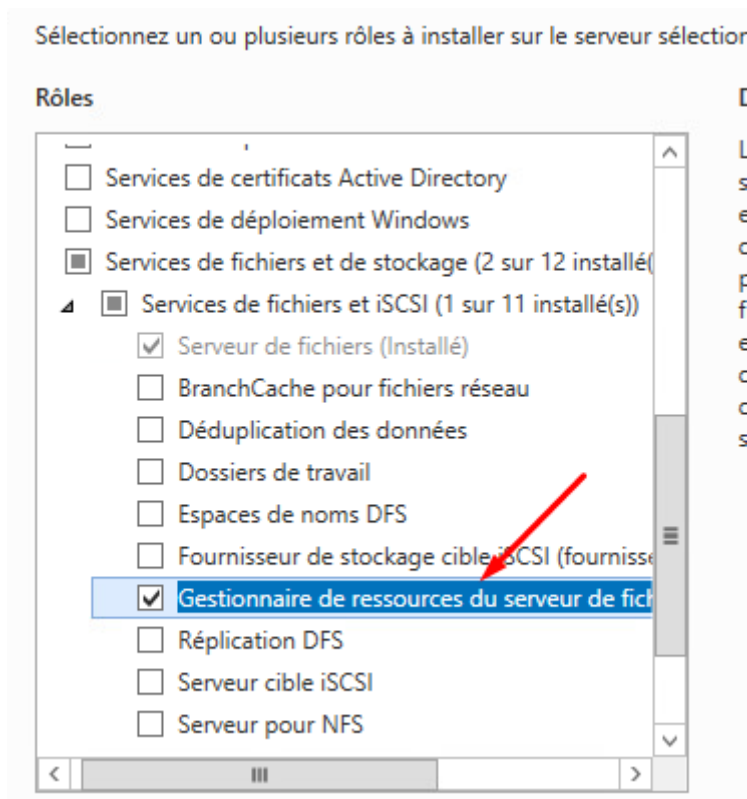 Sélectionnez un ou plusieurs rôles à installer sur le serveur
Rôles
Services de certificats Active Directory
Services de déploiement Windows
Services de fichiers et de stockage (2 sur 12 installé(
Services de fichiers et iSCSI (1 sur 11 installé(s))
Serveur de fichiers (Installé)
BranchCache pour fichiers réseau
Déduplication des données
Dossiers de travail
Espaces de noms DFS
Fournisseur de stockage cible iSCSI
Gestionnaire de ressources du serveur de
Réplication DFS
Serveur cible iSCSI
Serveur pour NFS